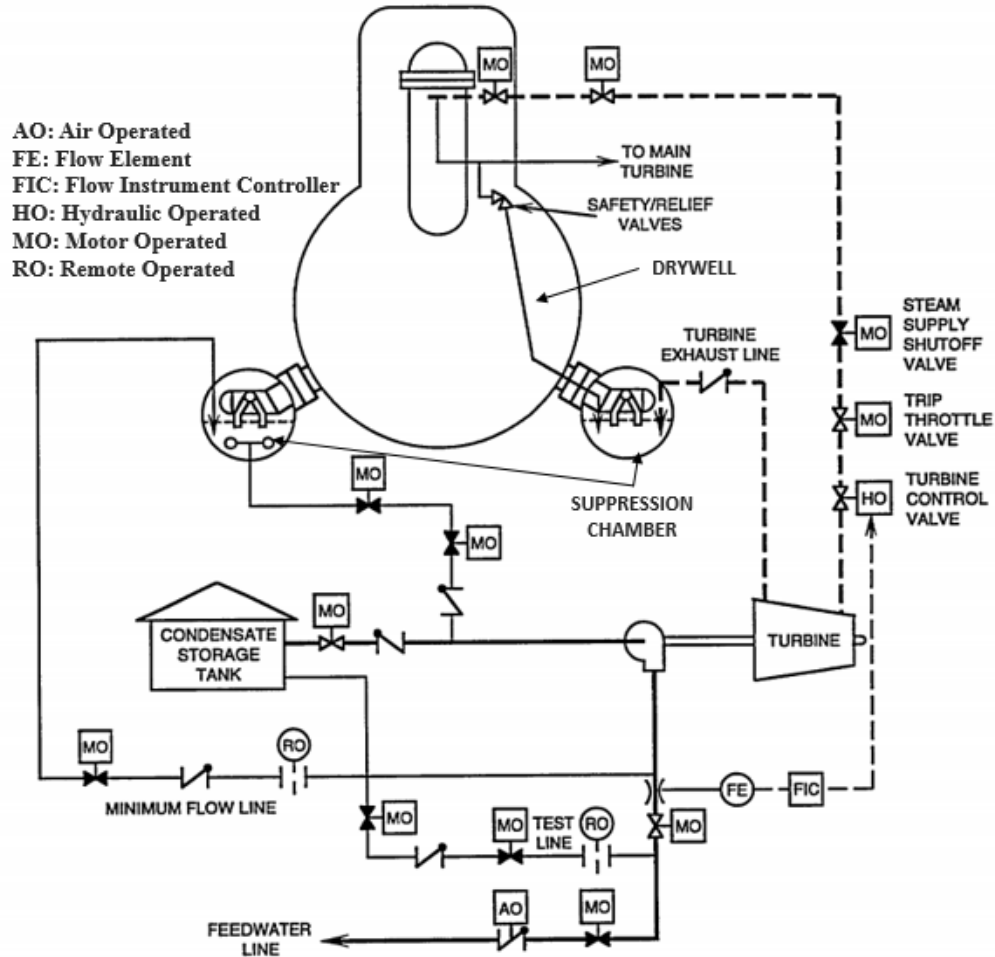 MO
MO
AO: Air Operated
FE: Flow Element
FIC: Flow Instrument Controller
HO: Hydraulic Operated
MO: Motor Operated
RO: Remote Operated
TO MAIN
TURBINE
SAFETY/RELIEF
VALVES
DRYWELL
TURBINE
EXHAUST LINE
STEAM
SUPPLY
SHUTOFF
VALVE
MO
TRIP
THROTTLE
VALVE
MO
TURBINE
CONTROL
VALVE
HO
SUPPRESSION
CHAMBER
MO
MO
MO
CONDENSATE
STORAGE
TANK
TURBINE
MO
RO
MINIMUM FLOW LINE
FE
FIC
MO
MO
MO
TEST
LINE
RO
AO
MO
FEEDWATER
LINE